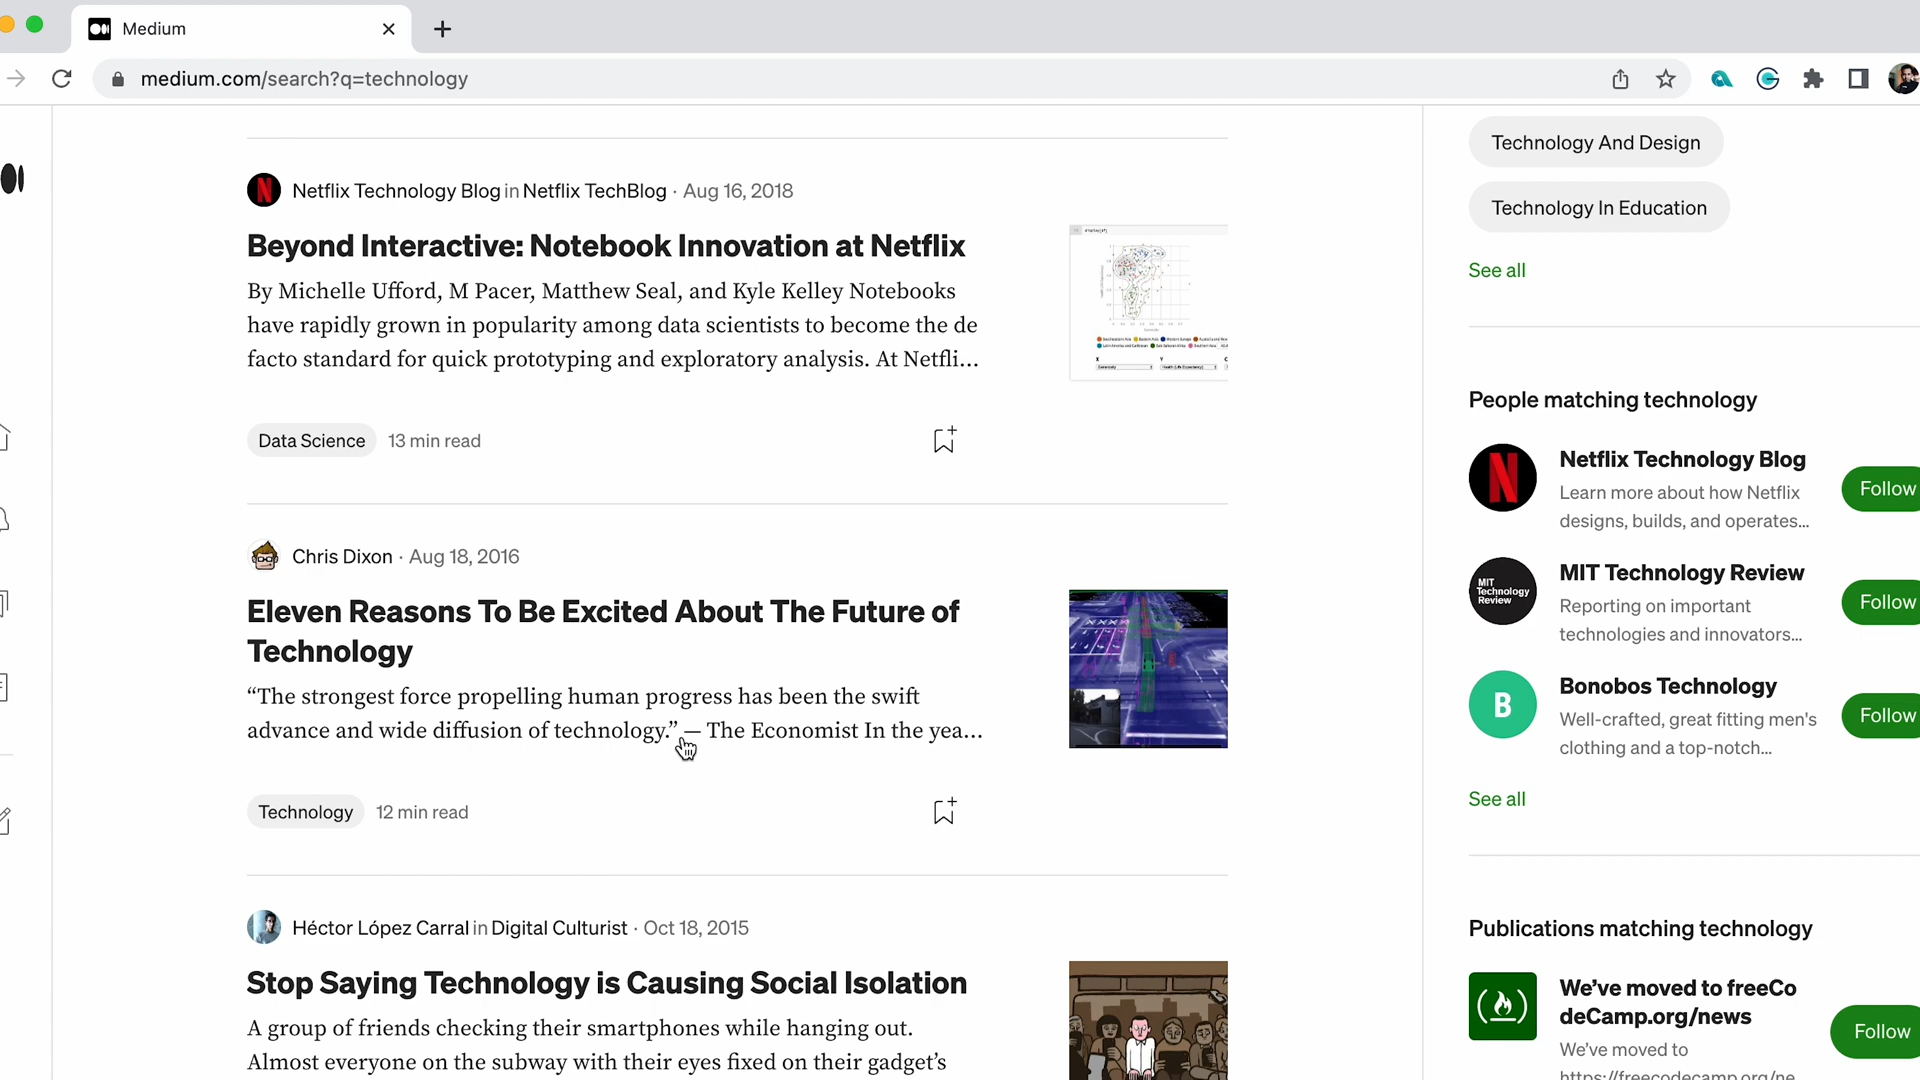 Medium
medium.com/search?q=technology
Netflix Technology Blog in Netflix TechBlog · Aug 16, 2018
Beyond Interactive: Notebook Innovation at Netflix
By Michelle Ufford, M Pacer, Matthew Seal, and Kyle Kelley Notebooks
have rapidly grown in popularity among data scientists to become the de
facto standard for quick prototyping and exploratory analysis. At Netfli...
Data Science 13 min read
Chris Dixon · Aug 18, 2016
Eleven Reasons To Be Excited About The Future of
Technology
“The strongest force propelling human progress has been the swift
advance and wide diffusion of technology.” — The Economist In the yea...
Technology 12 min read
Héctor López Carral in Digital Culturist · Oct 18, 2015
Stop Saying Technology is Causing Social Isolation
A group of friends checking their smartphones while hanging out.
Almost everyone on the subway with their eyes fixed on their gadget’s
Technology And Design
Technology In Education
See all
People matching technology
N
Netflix Technology Blog
Learn more about how Netflix
designs, builds, and operates...
Follow
MIT
Technology
Review
MIT Technology Review
Reporting on important
technologies and innovators...
Follow
B
Bonobos Technology
Well-crafted, great fitting men's
clothing and a top-notch...
Follow
See all
Publications matching technology
We’ve moved to freeCo
deCamp.org/news
We’ve moved to
https://freecodecamp.org/ne
Follow